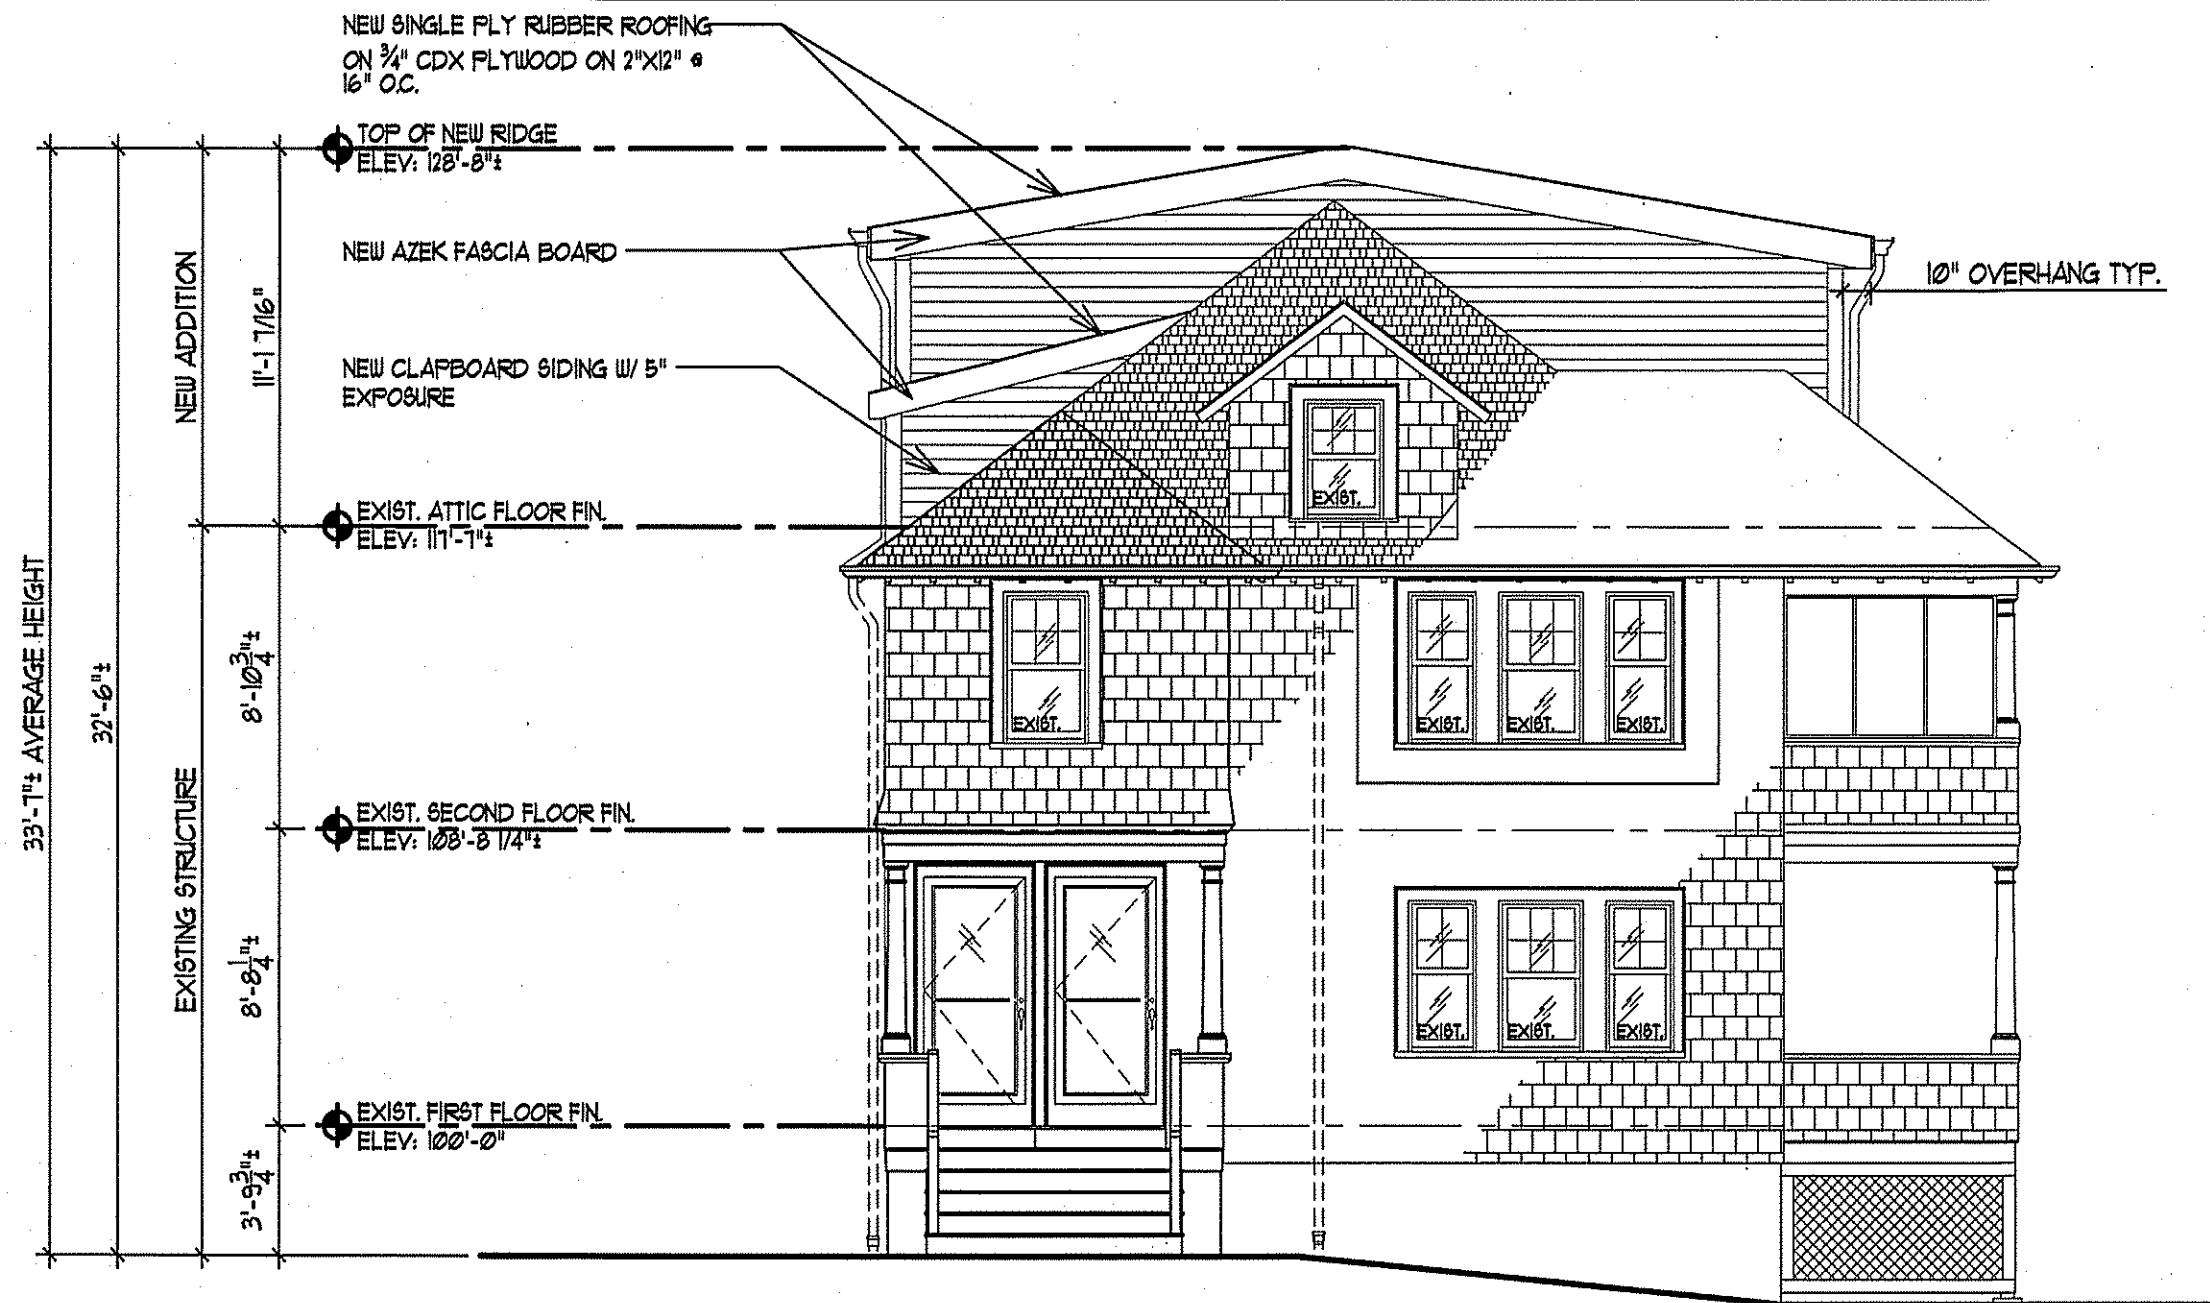 NEW SINGLE PLY RUBBER ROOFING
ON 3/4" CDX PLYWOOD ON 2"X12" @
16" O.C.
TOP OF NEW RIDGE
ELEV: 128'-8"±
NEW AZEK FASCIA BOARD
10" OVERHANG TYP.
NEW CLAPBOARD SIDING W/ 5"
EXPOSURE
NEW ADDITION
11'-1 7/16"
EXIST.
EXIST. ATTIC FLOOR FIN.
ELEV: 117'-7"±
33'-7"± AVERAGE HEIGHT
32'-6"±
8'-10 3/4"±
EXIST.
EXIST.
EXIST.
EXIST.
EXISTING STRUCTURE
EXIST. SECOND FLOOR FIN.
ELEV: 108'-8 1/4"±
8'-8 1/4"±
EXIST.
EXIST.
EXIST.
EXIST. FIRST FLOOR FIN.
ELEV: 100'-0"
3'-9 3/4"±